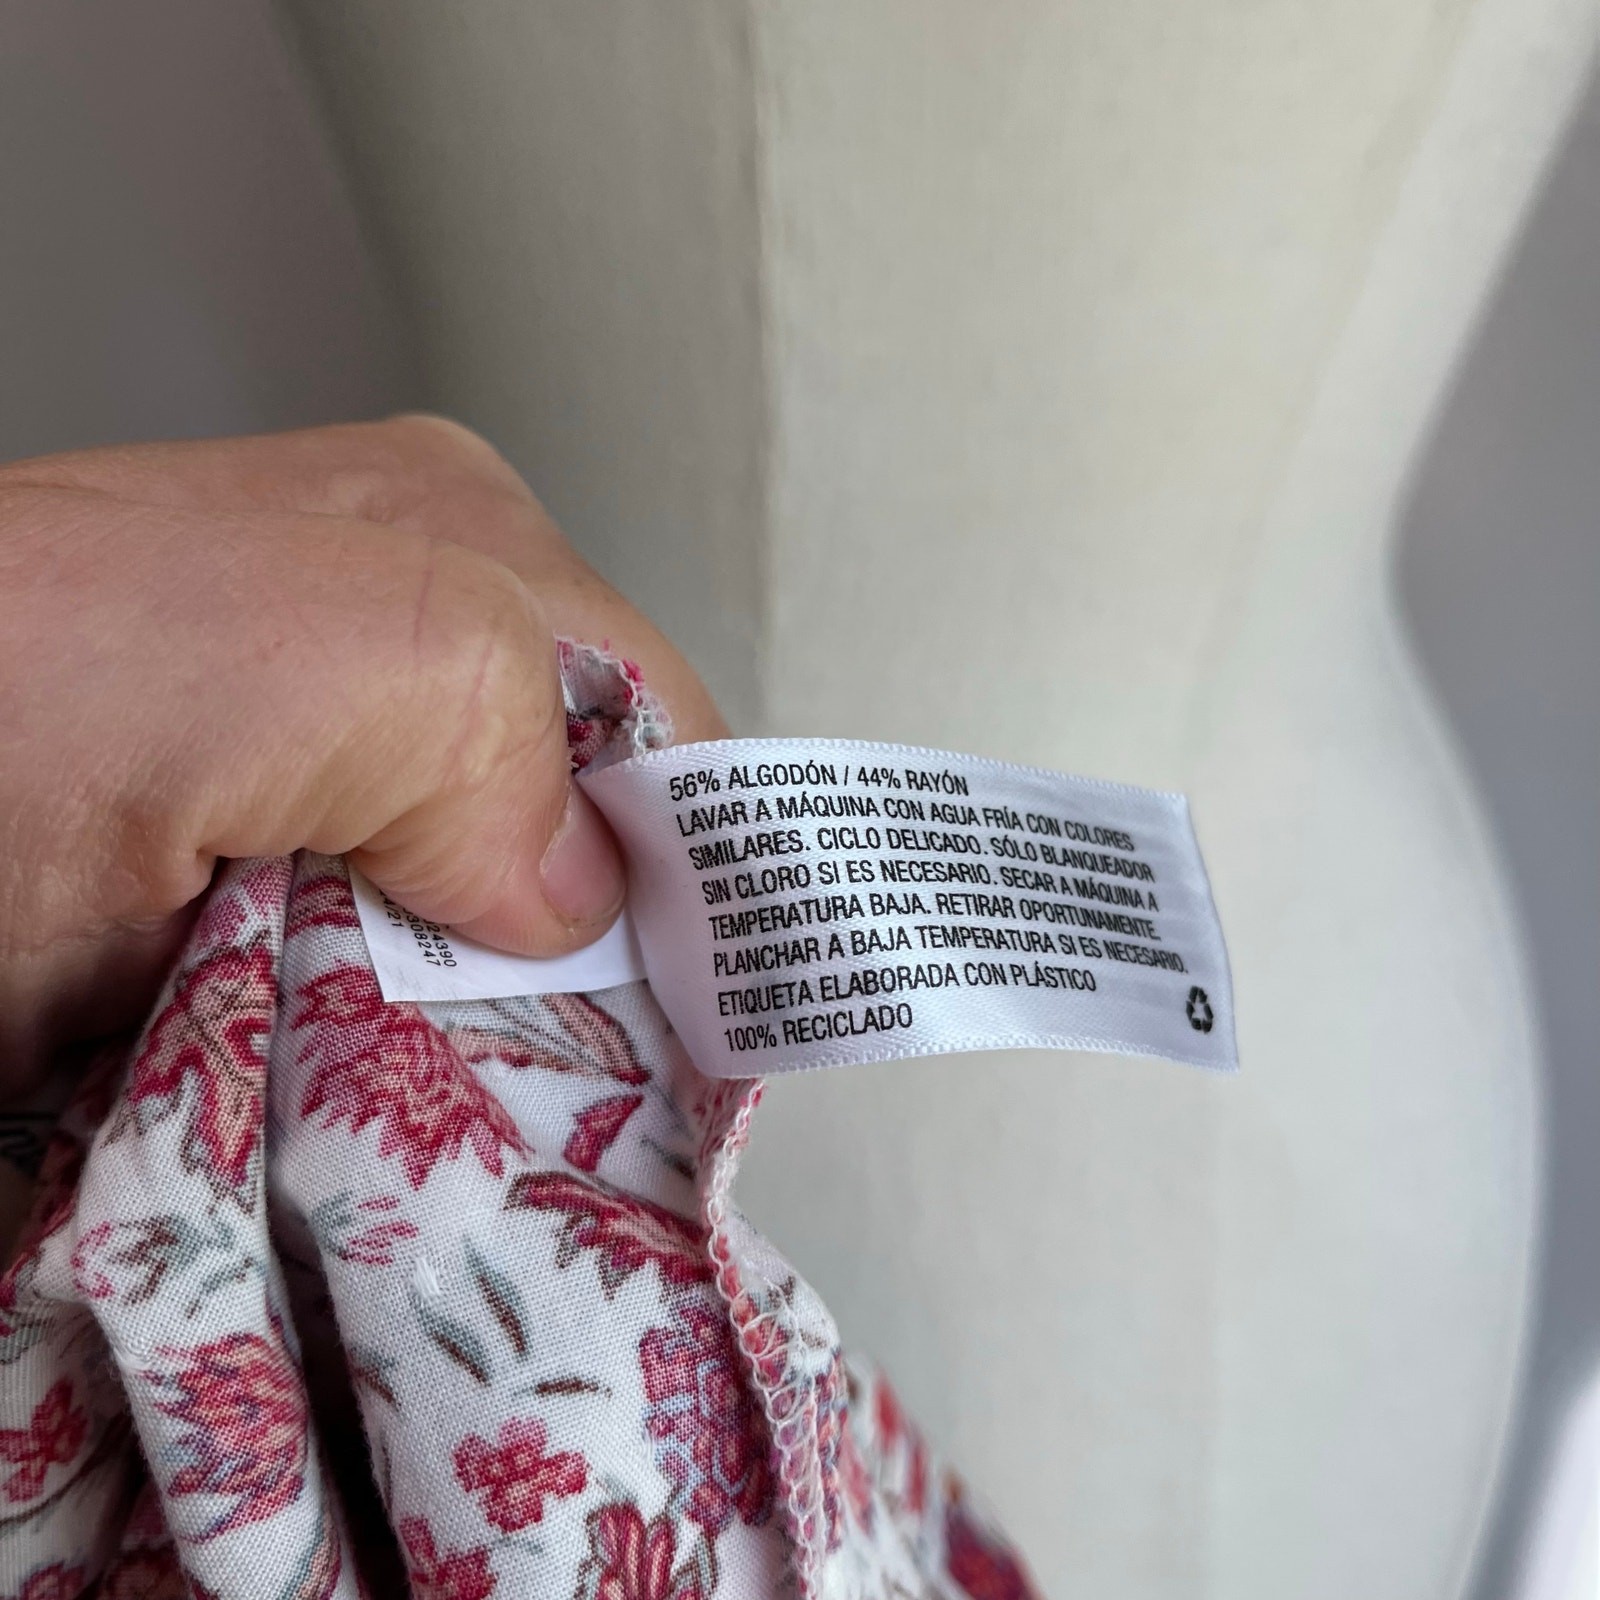 56% ALGODÓN / 44% RAYÓN
LAVAR A MÁQUINA CON AGUA FRÍA CON COLORES
SIMILARES. CICLO DELICADO. SÓLO BLANQUEADOR
SIN CLORO SI ES NECESARIO. SECAR A MÁQUINA A
TEMPERATURA BAJA. RETIRAR OPORTUNAMENTE.
PLANCHAR A BAJA TEMPERATURA SI ES NECESARIO.
ETIQUETA ELABORADA CON PLÁSTICO
100% RECICLADO